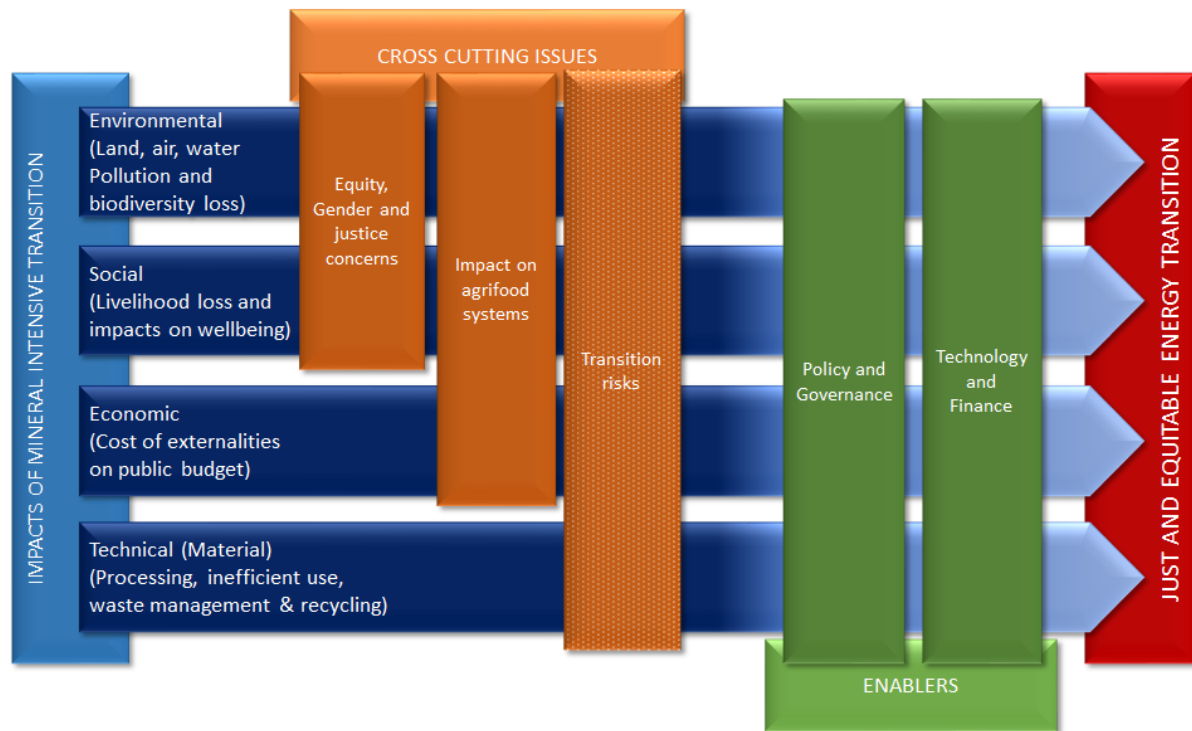 CROSS CUTTING ISSUES
IMPACTS OF MINERAL INTENSIVE TRANSITION
Environmental
(Land, air, water
Pollution and
biodiversity loss)
Social
(Livelihood loss and
impacts on wellbeing)
Economic
(Cost of externalities
on public budget)
Technical (Material)
(Processing, inefficient use,
waste management & recycling)
Equity,
Gender and
justice
concerns
Impact on
agrifood
systems
Transition
risks
Policy and
Governance
Technology
and
Finance
ENABLERS
JUST AND EQUITABLE ENERGY TRANSITION